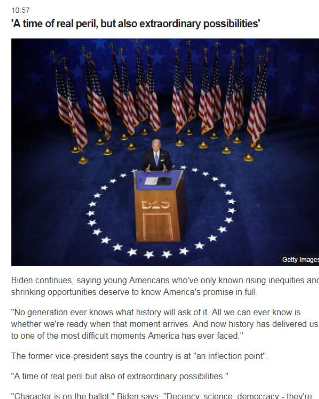 10:57
'A time of real peril, but also extraordinary possibilities'
Getty Images
Biden continues, saying young Americans who've only known rising inequities and
shrinking opportunities deserve to know America's promise in full.
"No generation ever knows what history will ask of it. All we can ever know is
whether we're ready when that moment arrives. And now history has delivered us
to one of the most difficult moments America has ever faced."
The former vice-president says the country is at "an inflection point".
"A time of real peril but also of extraordinary possibilities."
"Character is on the ballot," Biden says. "Decency, science, democracy - they're